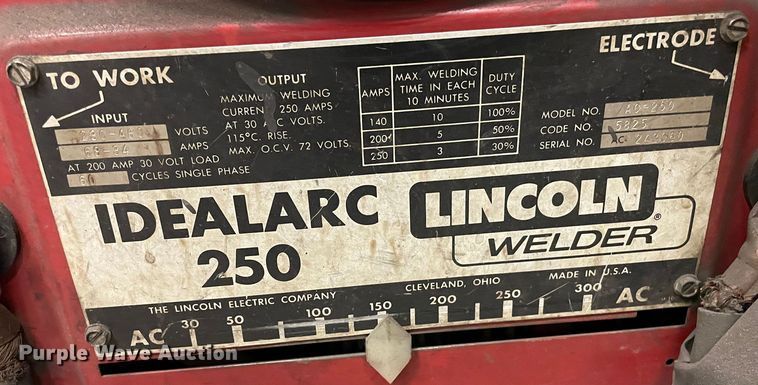 ELECTRODE
TO WORK
INPUT
VOLTS
AMPS
AT 200 AMP 30 VOLT LOAD
60 CYCLES SINGLE PHASE
OUTPUT
MAXIMUM WELDING
CURRENT 250 AMPS
AT 30 AC VOLTS.
115°C. RISE.
MAX. O.C.V. 72 VOLTS.
AMPS MAX. WELDING TIME IN EACH 10 MINUTES DUTY CYCLE
140 10 100%
200 5 50%
250 3 30%
MODEL NO.
CODE NO. 5825
SERIAL NO. AC-
IDEALARC
250
LINCOLN
WELDER®
THE LINCOLN ELECTRIC COMPANY CLEVELAND, OHIO MADE IN U.S.A.
AC 30 50 100 150 200 250 300 AC
Purple Wave Auction